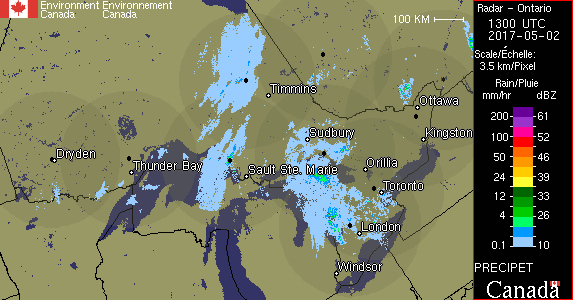 Environment Environnement
Canada Canada
100 KM
Timmins
Ottawa
Sudbury
Kingston
Dryden
Thunder Bay
Sault Ste. Marie
Orillia
Toronto
London
Windsor
Radar - Ontario
1300 UTC
2017-05-02
Scale/Échelle:
3.5 km/Pixel
Rain/Pluie
mm/hr dBZ
200 61
100 52
50 46
24 39
12 33
4 26
0.1 10
PRECIPET
Canada